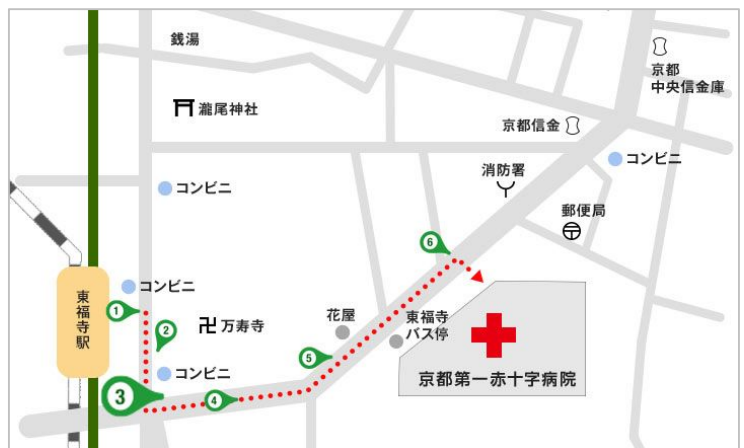 銭湯
京都
中央信金庫
瀧尾神社
京都信金
コンビニ
消防署
コンビニ
郵便局
6
コンビニ
東福寺駅
1
2
万寿寺
花屋
東福寺
バス停
コンビニ
5
3
4
京都第一赤十字病院